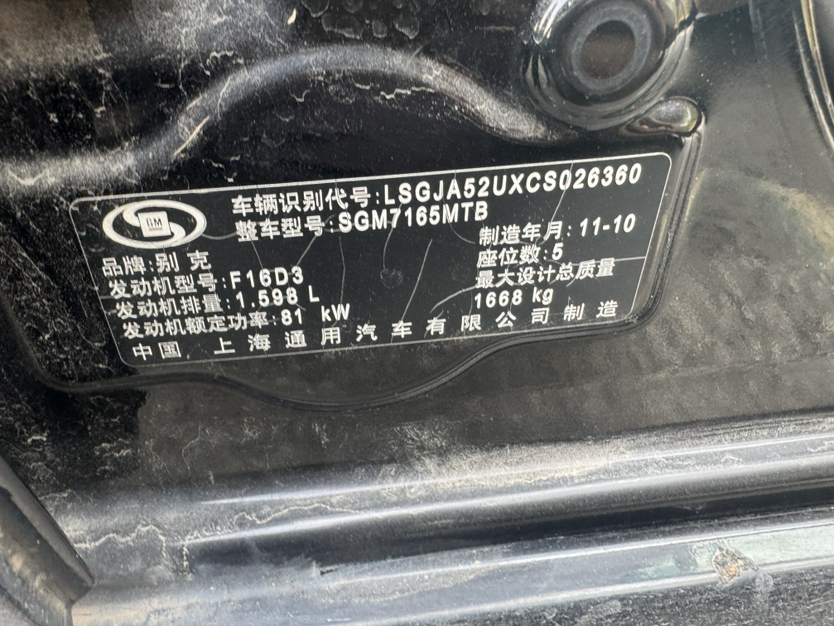 GM
车辆识别代号:LSGJA52UXCS026360
整车型号:SGM7165MTB
制造年月:11-10
品牌:别克
座位数:5
发动机型号:F16D3
最大设计总质量
发动机排量:1.598 L
1668 kg
发动机额定功率:81 kW
中国 上海通用汽车有限公司制造